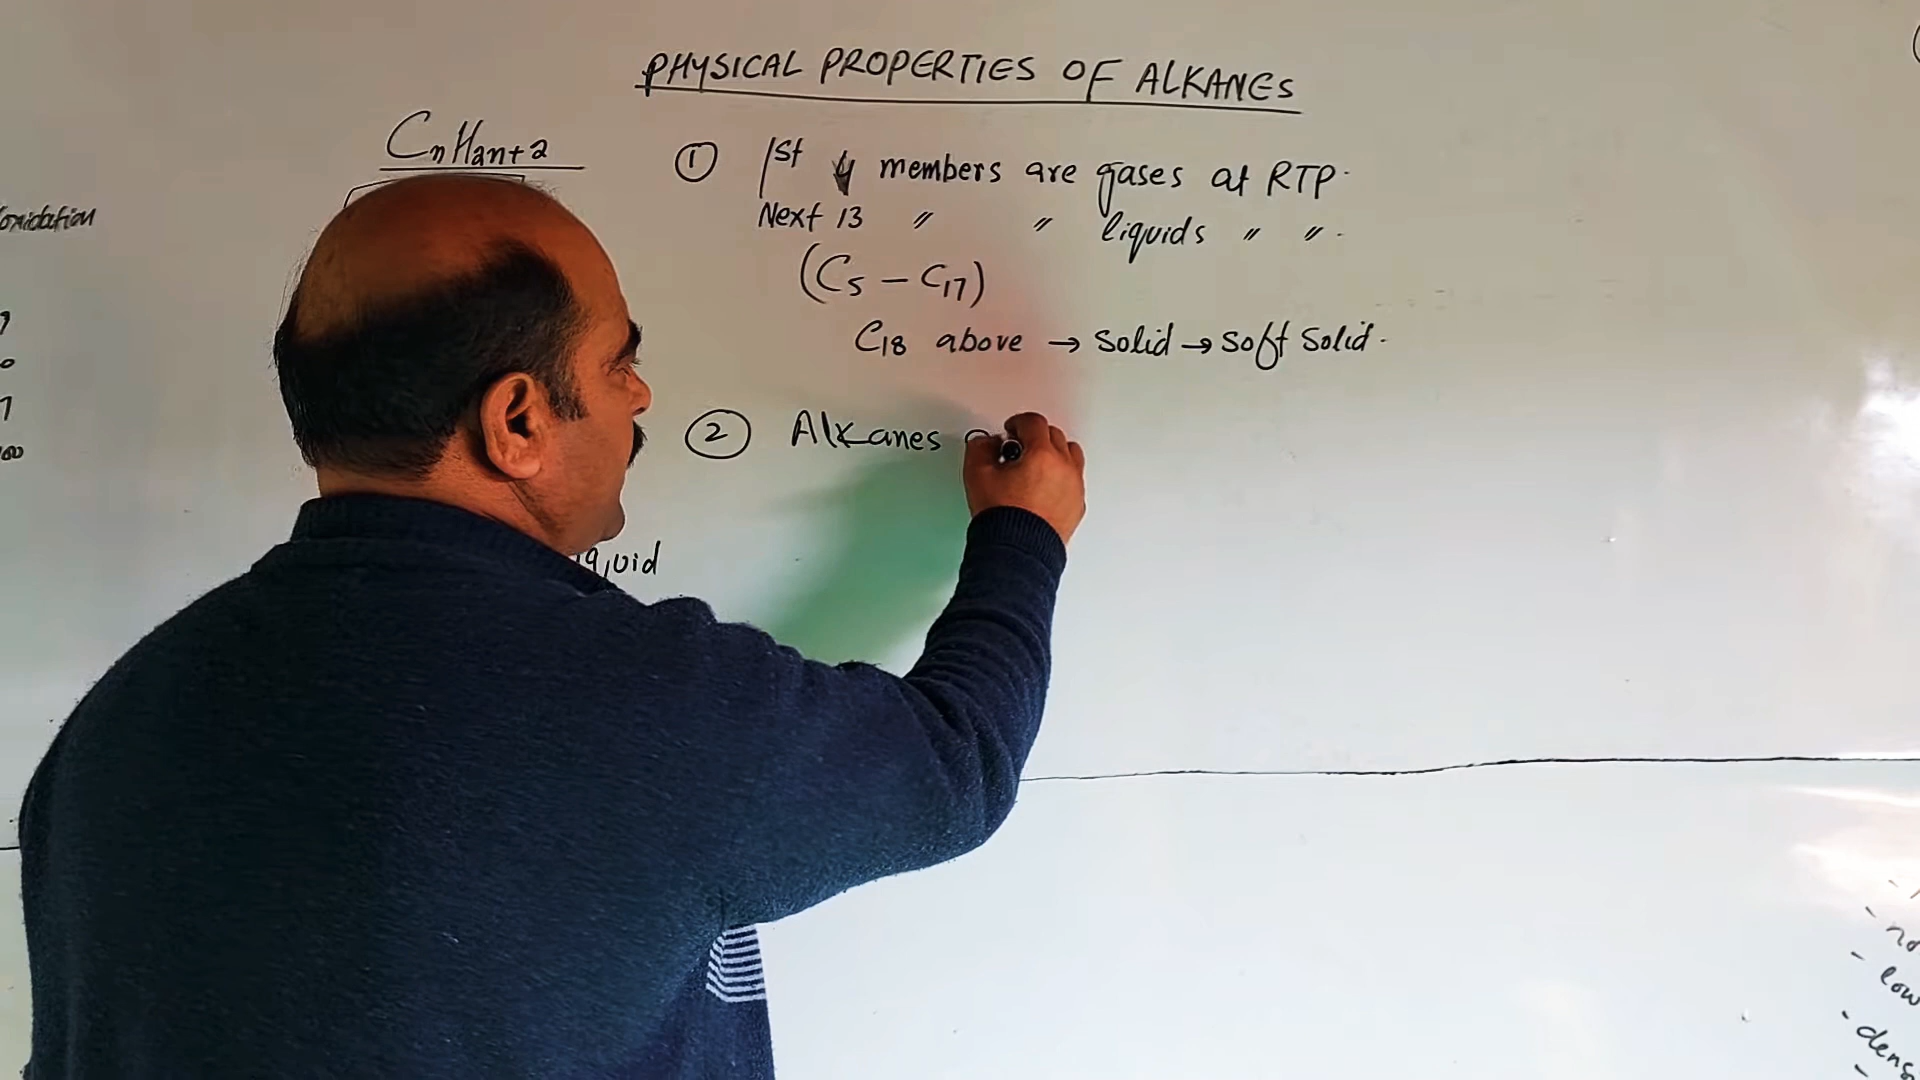 PHYSICAL PROPERTIES OF ALKANES
CnH2n+2
① 1st 4 members are gases at RTP.
Next 13 〃 〃 liquids 〃 〃.
(C5 – C17)
C18 above → solid → soft solid.
② Alkanes
oxidation
low